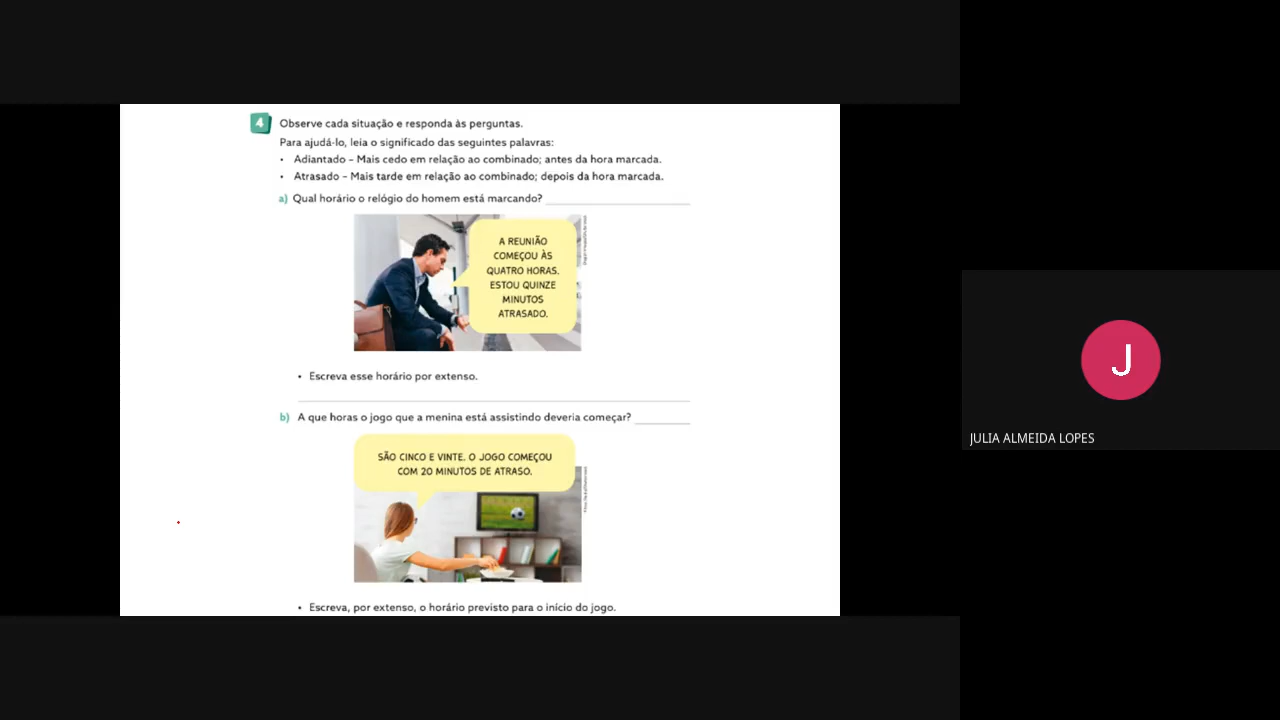 4
Observe cada situação e responda às perguntas.
Para ajudá-lo, leia o significado das seguintes palavras:
• Adiantado – Mais cedo em relação ao combinado; antes da hora marcada.
• Atrasado – Mais tarde em relação ao combinado; depois da hora marcada.
a) Qual horário o relógio do homem está marcando?
A REUNIÃO
COMEÇOU ÀS
QUATRO HORAS.
ESTOU QUINZE
MINUTOS
ATRASADO.
• Escreva esse horário por extenso.
b) A que horas o jogo que a menina está assistindo deveria começar?
SÃO CINCO E VINTE. O JOGO COMEÇOU
COM 20 MINUTOS DE ATRASO.
• Escreva, por extenso, o horário previsto para o início do jogo.
J
JULIA ALMEIDA LOPES